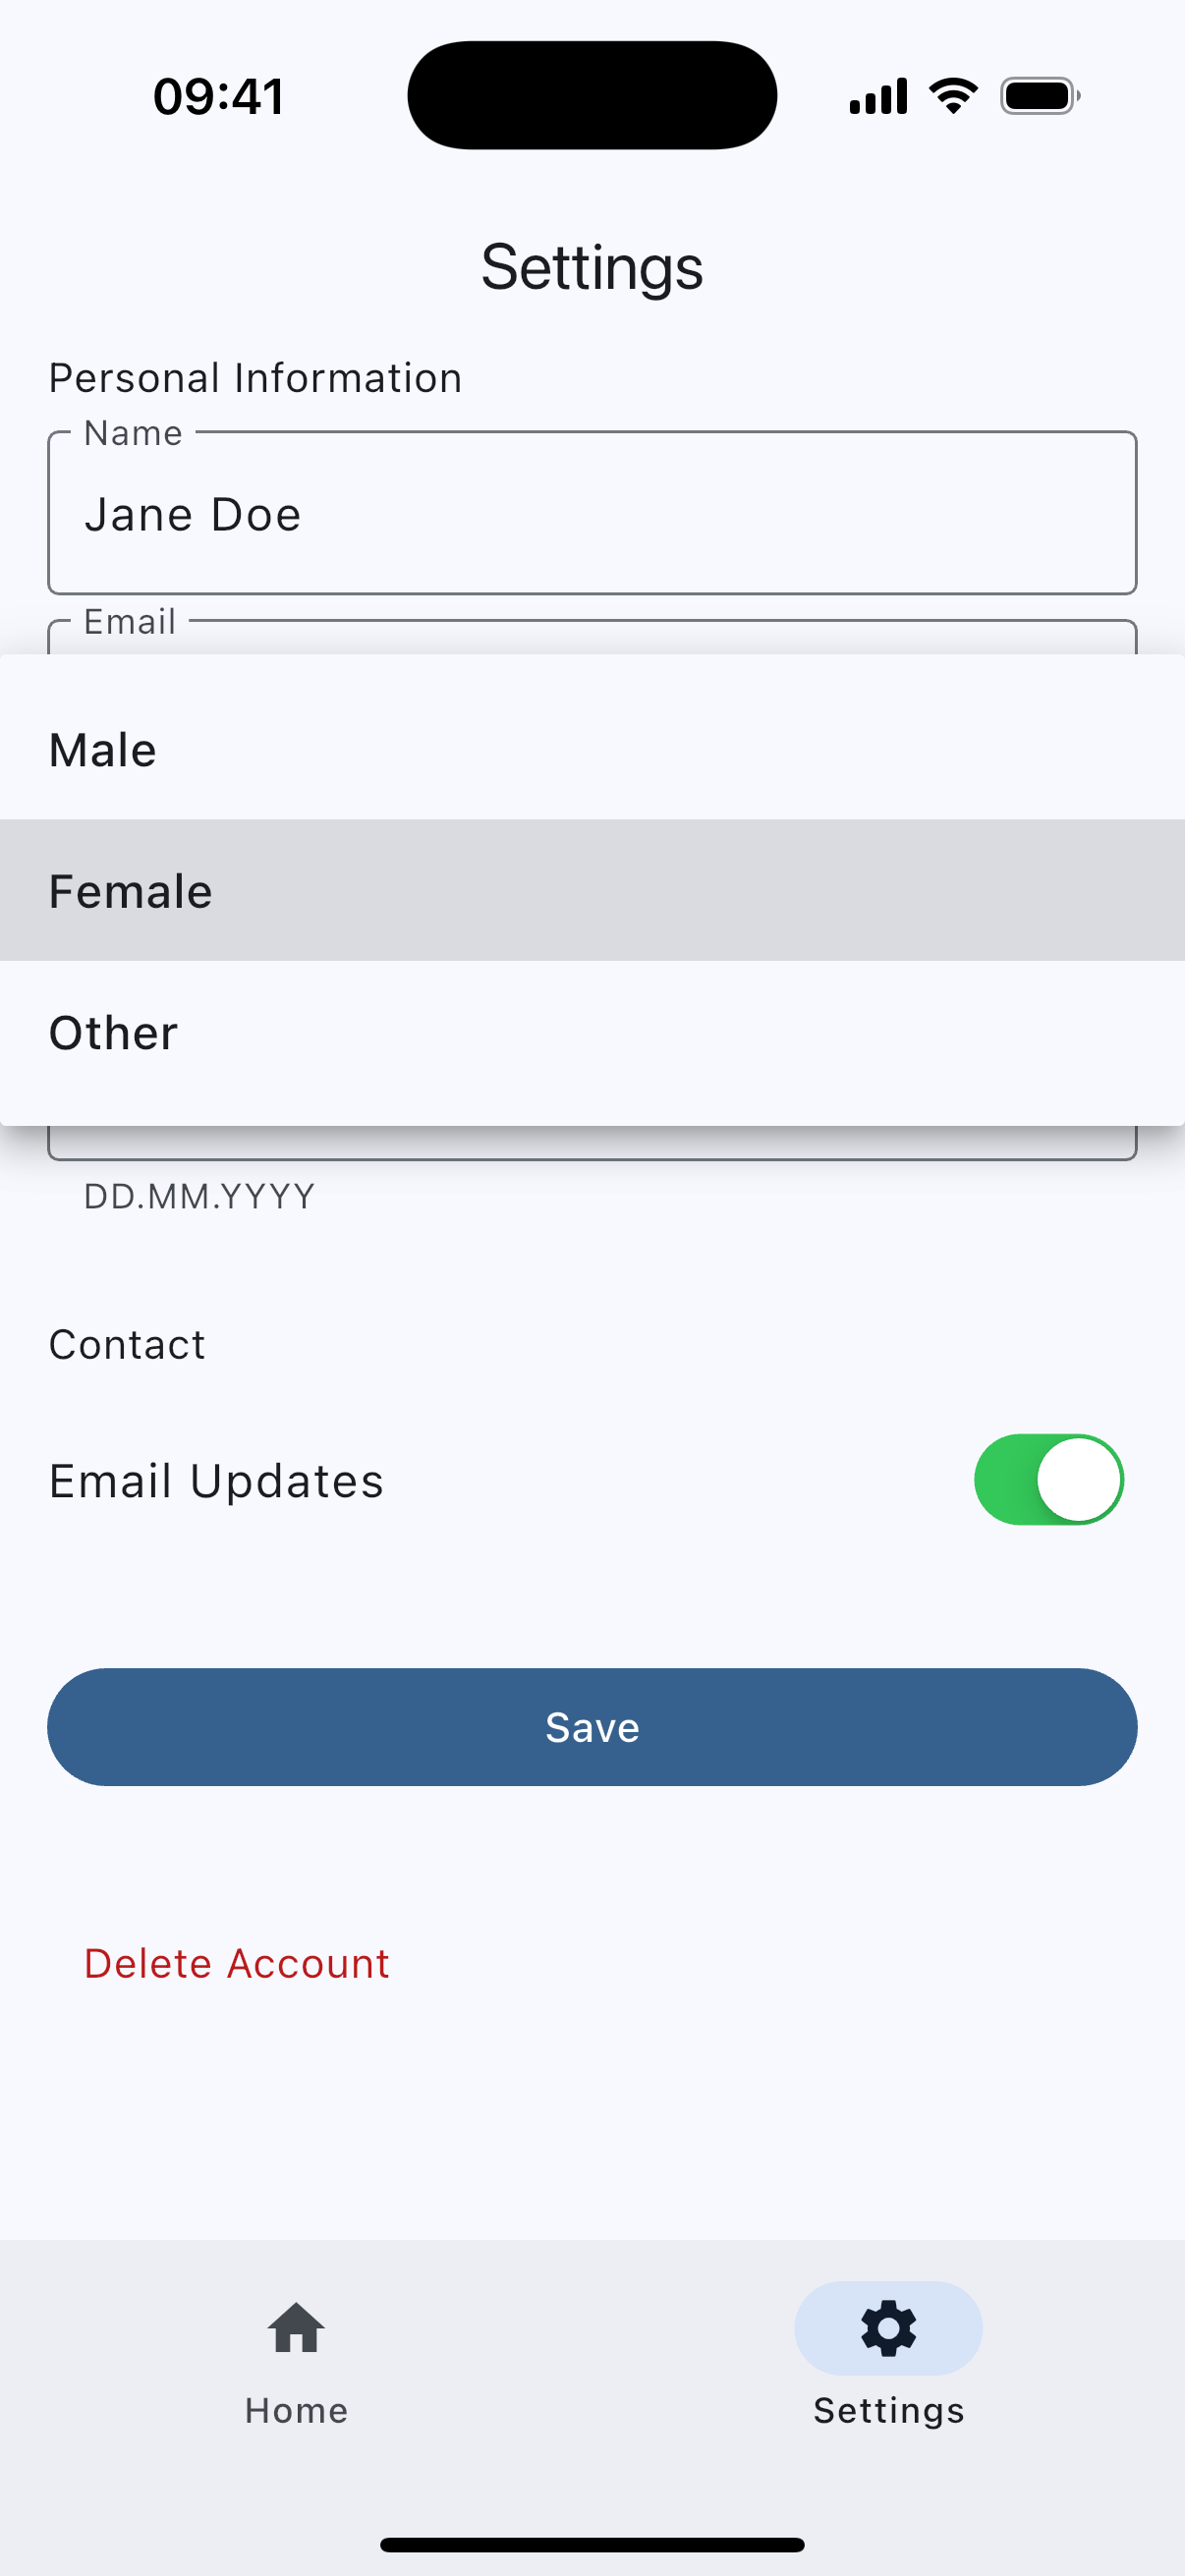 09:41
Settings
Personal Information
Name
Jane Doe
Email
Male
Female
Other
DD.MM.YYYY
Contact
Email Updates
Save
Delete Account
Home
Settings